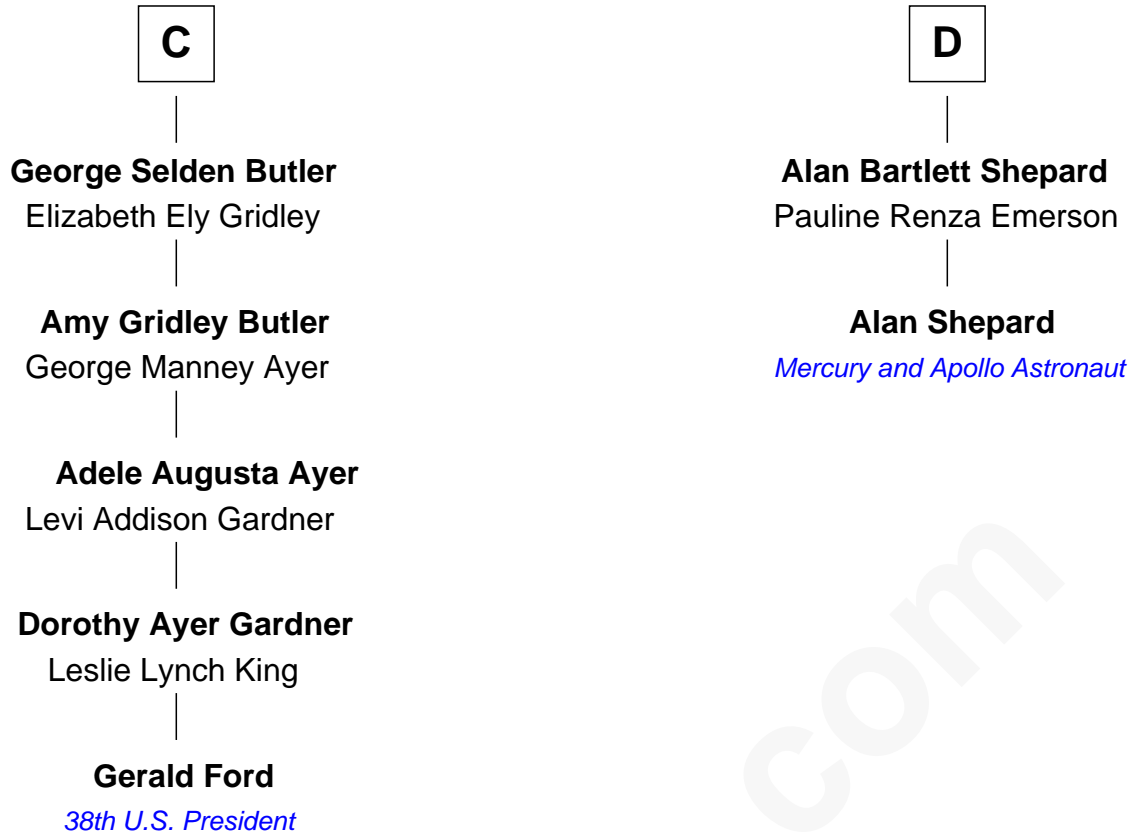 C
George Selden Butler
Elizabeth Ely Gridley
Amy Gridley Butler
George Manney Ayer
Adele Augusta Ayer
Levi Addison Gardner
Dorothy Ayer Gardner
Leslie Lynch King
Gerald Ford
38th U.S. President
D
Alan Bartlett Shepard
Pauline Renza Emerson
Alan Shepard
Mercury and Apollo Astronaut
com